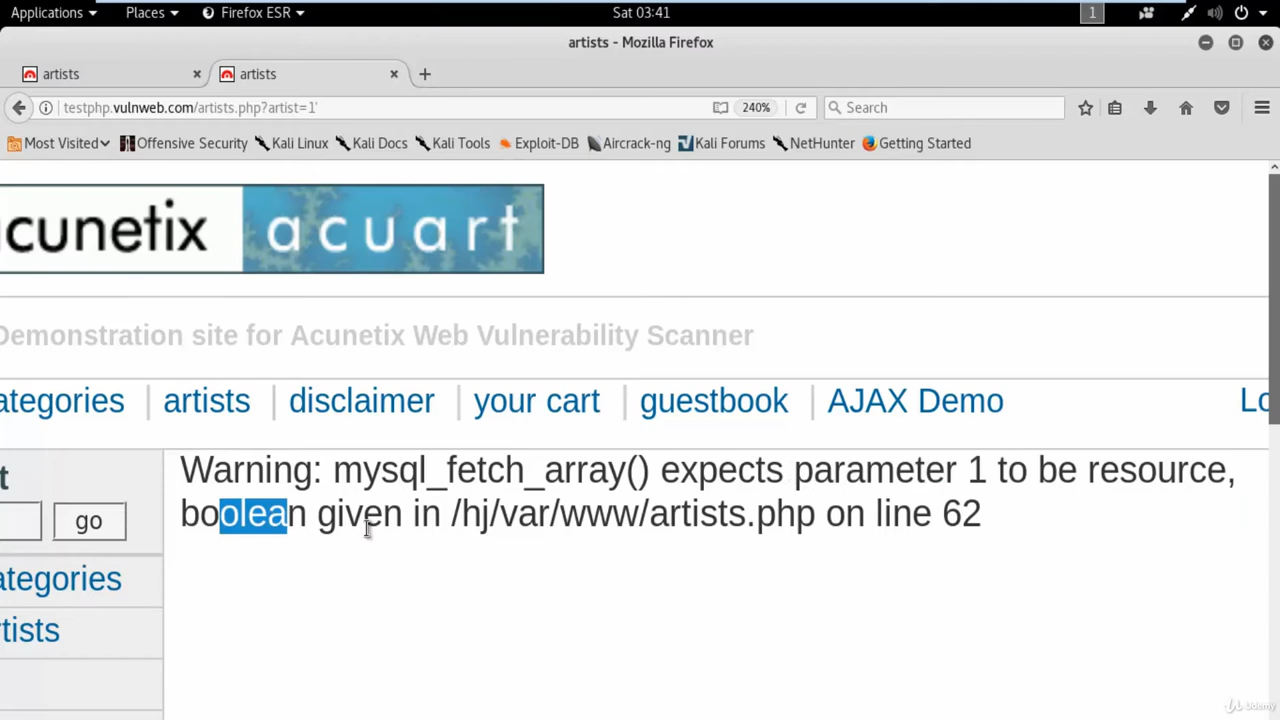 Applications Places Firefox ESR Sat 03:41 1
artists - Mozilla Firefox
artists artists
testphp.vulnweb.com/artists.php?artist=1' 240% Search
Most Visited Offensive Security Kali Linux Kali Docs Kali Tools Exploit-DB Aircrack-ng Kali Forums NetHunter Getting Started
cunetix acuart
Demonstration site for Acunetix Web Vulnerability Scanner
ategories artists disclaimer your cart guestbook AJAX Demo Lo
t
Warning: mysql_fetch_array() expects parameter 1 to be resource,
boolean given in /hj/var/www/artists.php on line 62
go
ategories
rtists
Udemy